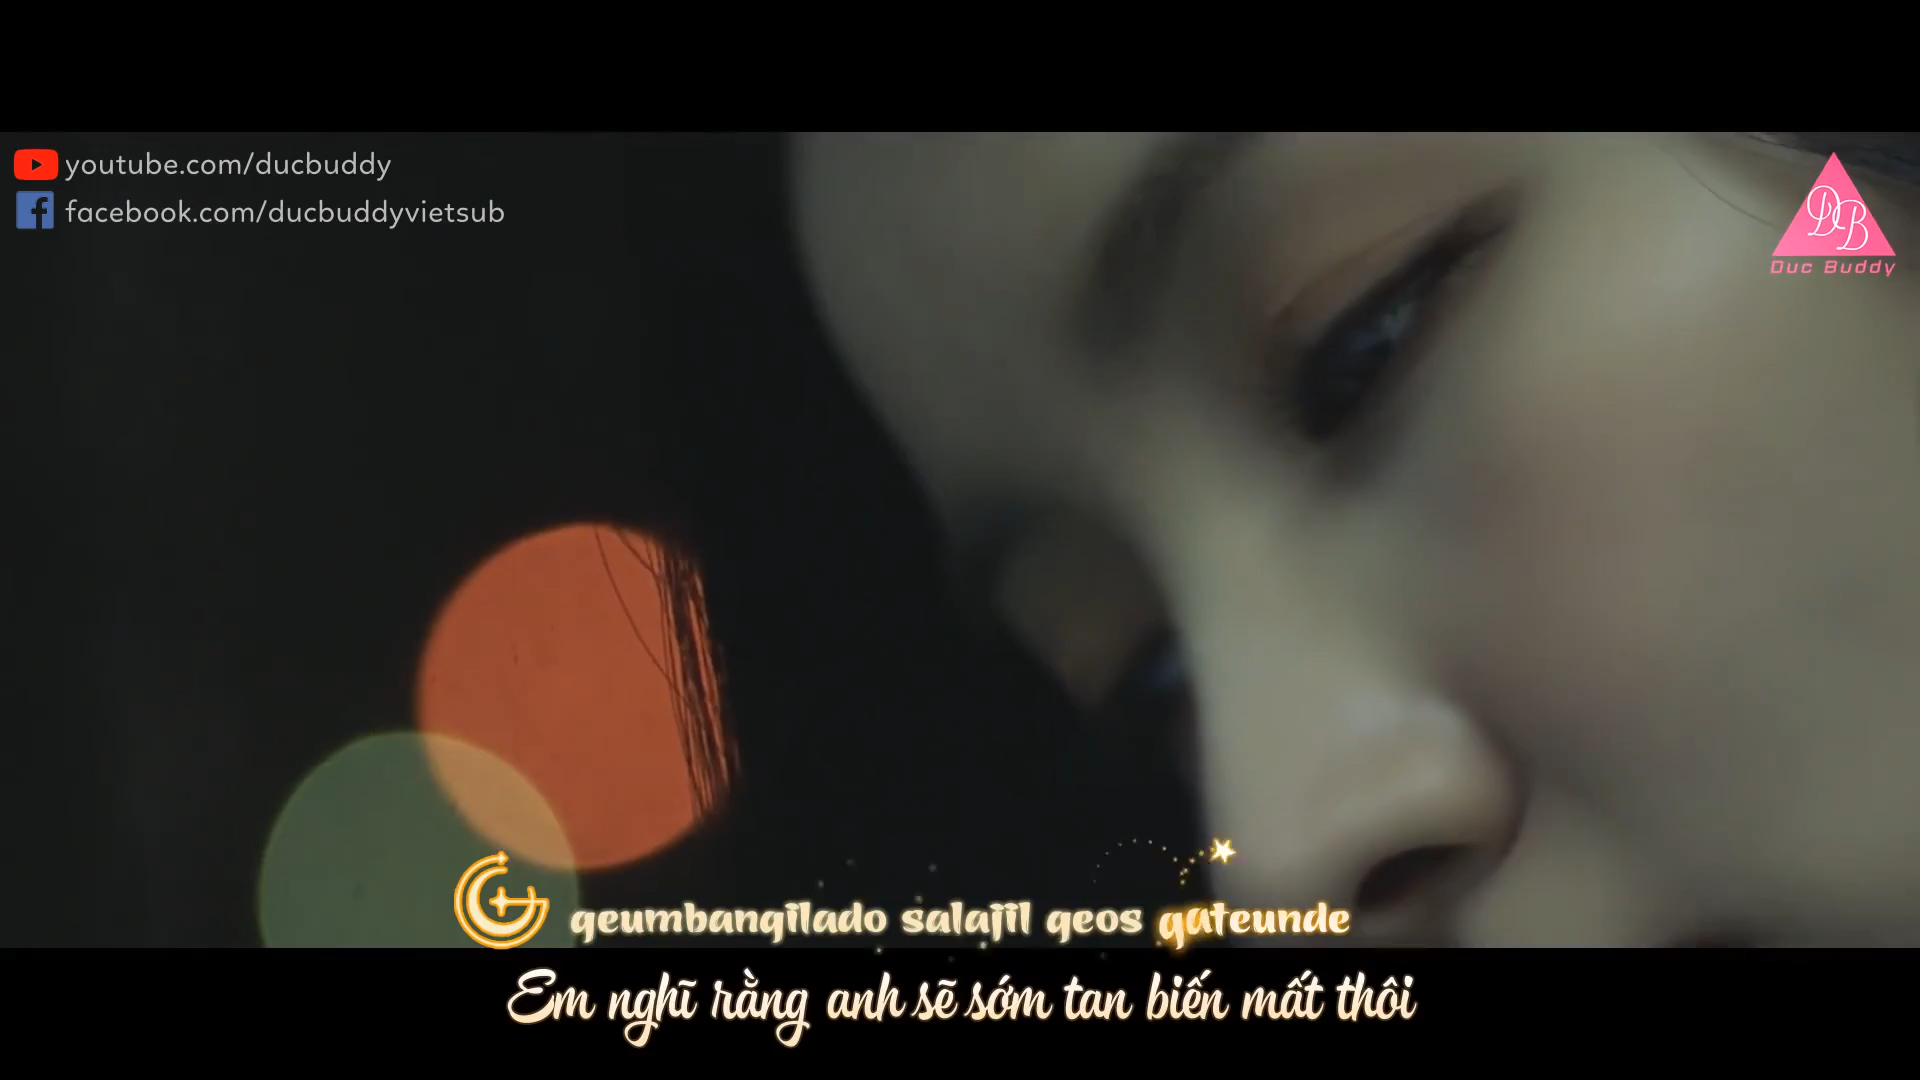 youtube.com/ducbuddy
facebook.com/ducbuddyvietsub
DB
Duc Buddy
geumbangilado salajil geos gateunde
Em nghĩ rằng anh sẽ sớm tan biến mất thôi